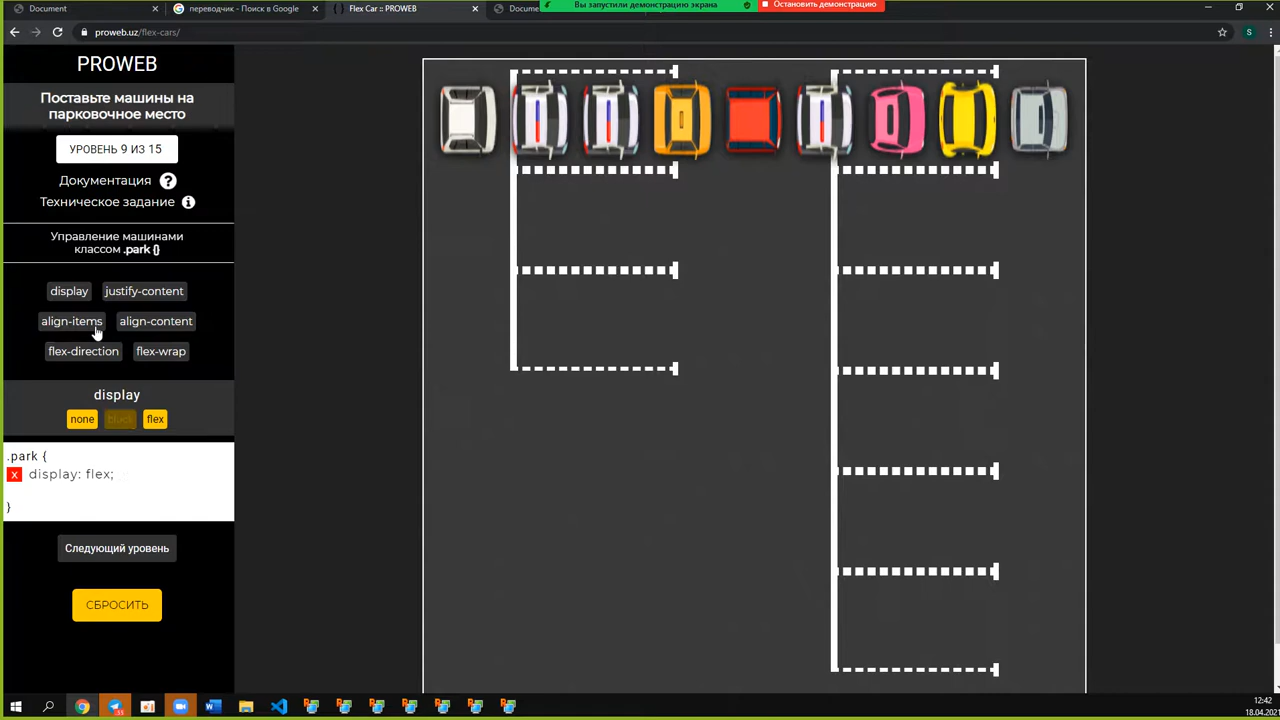 Document
переводчик - Поиск в Google
Flex Car :: PROWEB
Docume
Вы запустили демонстрацию экрана
Остановить демонстрацию
proweb.uz/flex-cars/
S
PROWEB
Поставьте машины на
парковочное место
УРОВЕНЬ 9 ИЗ 15
Документация ?
Техническое задание i
Управление машинами
классом .park {}
display justify-content
align-items align-content
flex-direction flex-wrap
display
none block flex
.park {
x display: flex;
}
Следующий уровень
СБРОСИТЬ
12:42
18.04.2021